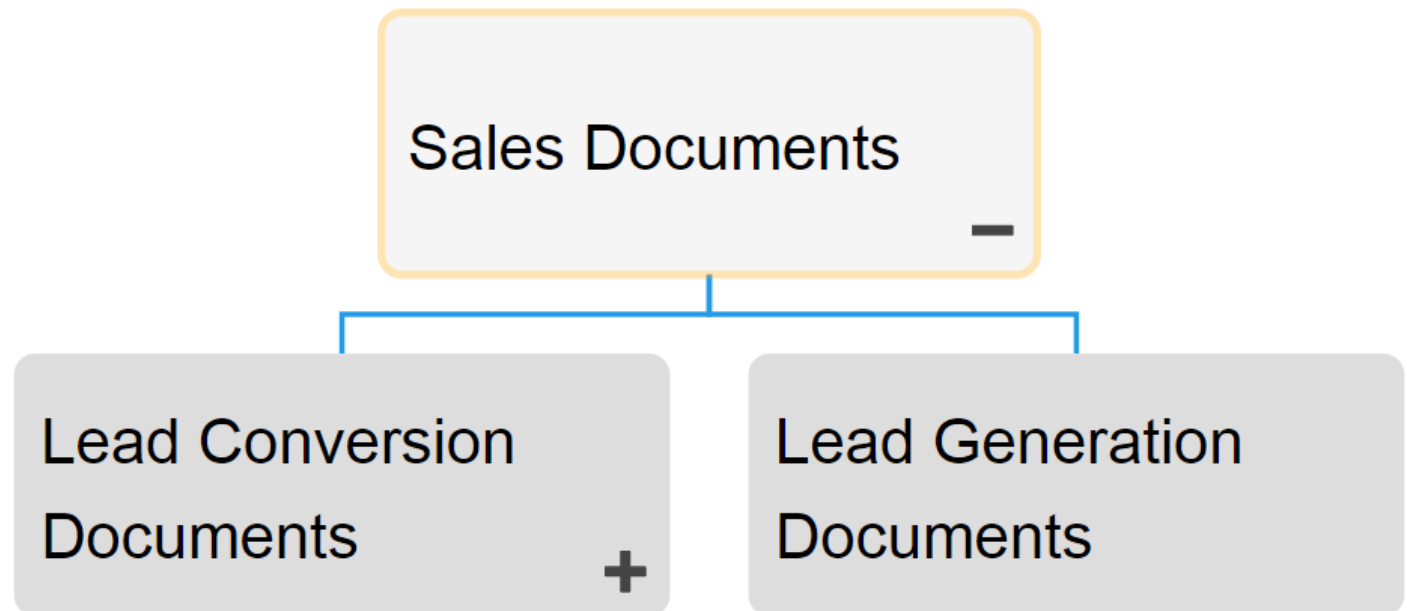 Sales Documents
Lead Conversion
Documents
Lead Generation
Documents